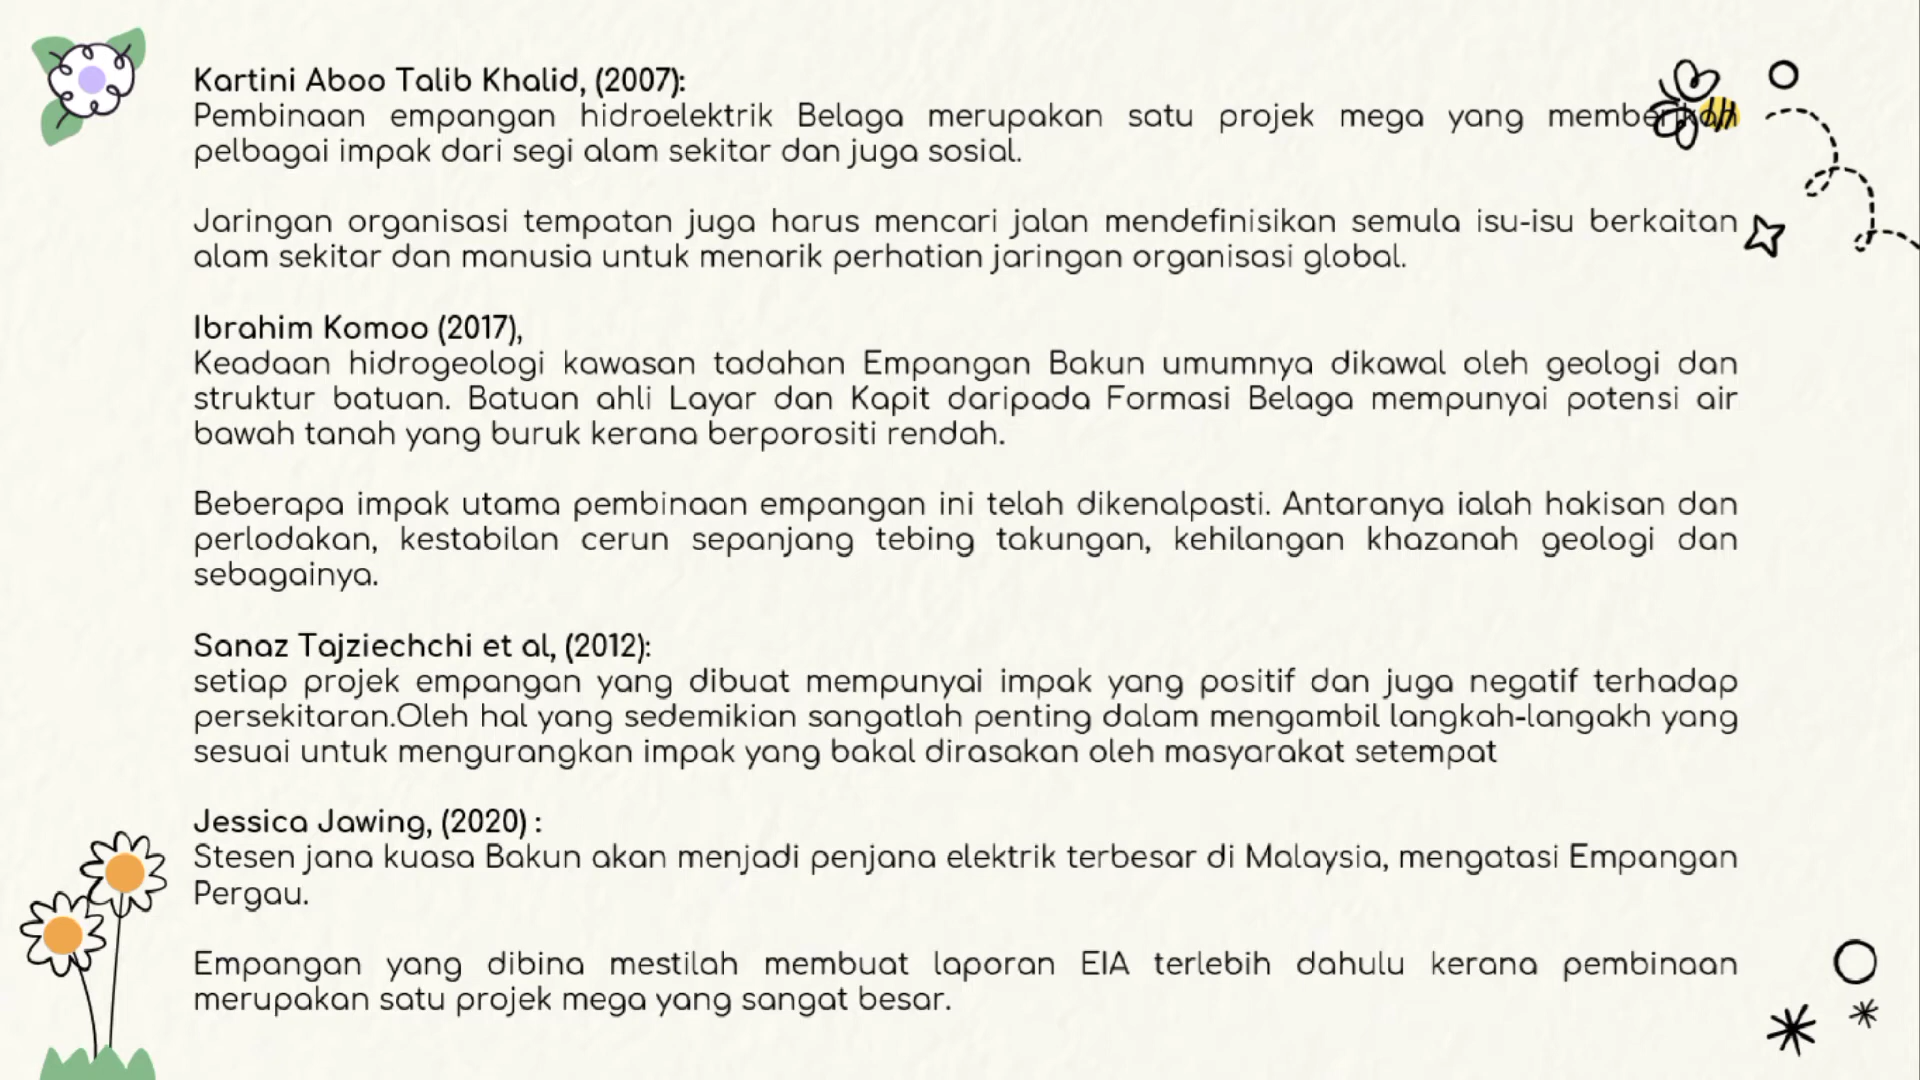 Kartini Aboo Talib Khalid, (2007):
Pembinaan empangan hidroelektrik Belaga merupakan satu projek mega yang memberikan
pelbagai impak dari segi alam sekitar dan juga sosial.
Jaringan organisasi tempatan juga harus mencari jalan mendefinisikan semula isu-isu berkaitan
alam sekitar dan manusia untuk menarik perhatian jaringan organisasi global.
Ibrahim Komoo (2017),
Keadaan hidrogeologi kawasan tadahan Empangan Bakun umumnya dikawal oleh geologi dan
struktur batuan. Batuan ahli Layar dan Kapit daripada Formasi Belaga mempunyai potensi air
bawah tanah yang buruk kerana berporositi rendah.
Beberapa impak utama pembinaan empangan ini telah dikenalpasti. Antaranya ialah hakisan dan
perlodakan, kestabilan cerun sepanjang tebing takungan, kehilangan khazanah geologi dan
sebagainya.
Sanaz Tajziechchi et al, (2012):
setiap projek empangan yang dibuat mempunyai impak yang positif dan juga negatif terhadap
persekitaran.Oleh hal yang sedemikian sangatlah penting dalam mengambil langkah-langakh yang
sesuai untuk mengurangkan impak yang bakal dirasakan oleh masyarakat setempat
Jessica Jawing, (2020) :
Stesen jana kuasa Bakun akan menjadi penjana elektrik terbesar di Malaysia, mengatasi Empangan
Pergau.
Empangan yang dibina mestilah membuat laporan EIA terlebih dahulu kerana pembinaan
merupakan satu projek mega yang sangat besar.